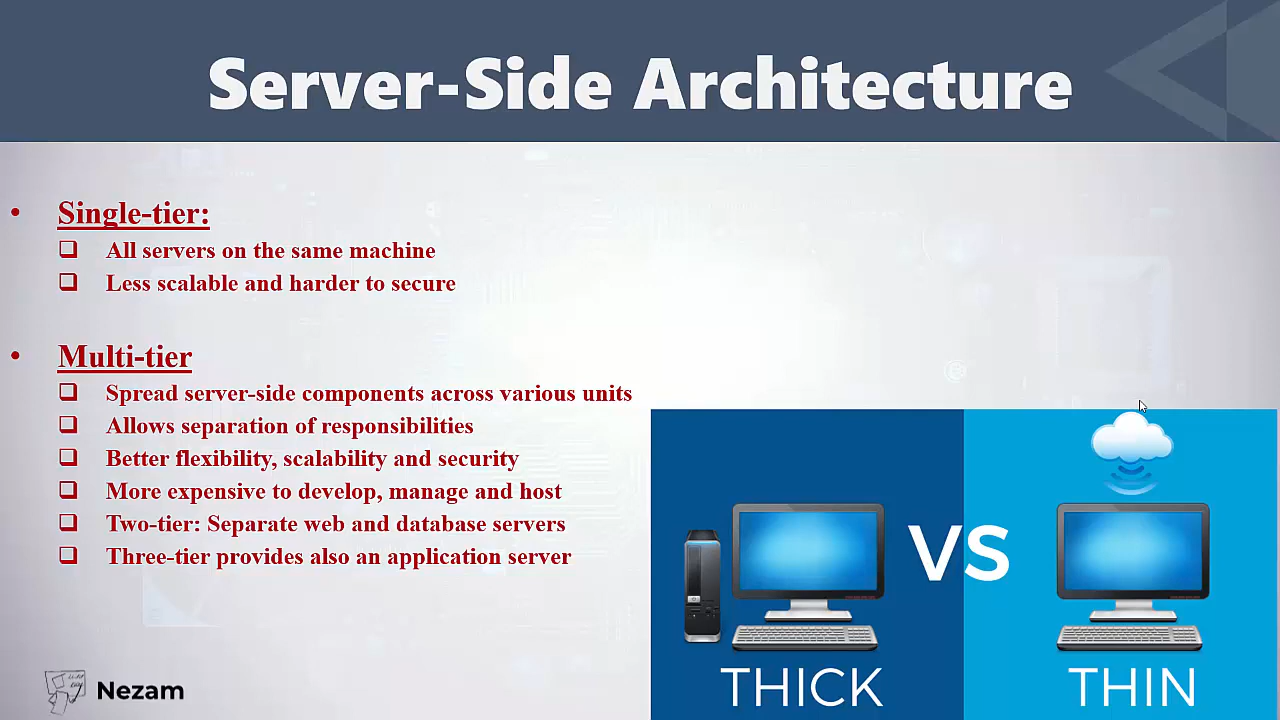 Server-Side Architecture
• Single-tier:
❑ All servers on the same machine
❑ Less scalable and harder to secure
• Multi-tier
❑ Spread server-side components across various units
❑ Allows separation of responsibilities
❑ Better flexibility, scalability and security
❑ More expensive to develop, manage and host
❑ Two-tier: Separate web and database servers
❑ Three-tier provides also an application server
VS
THICK
THIN
Nezam